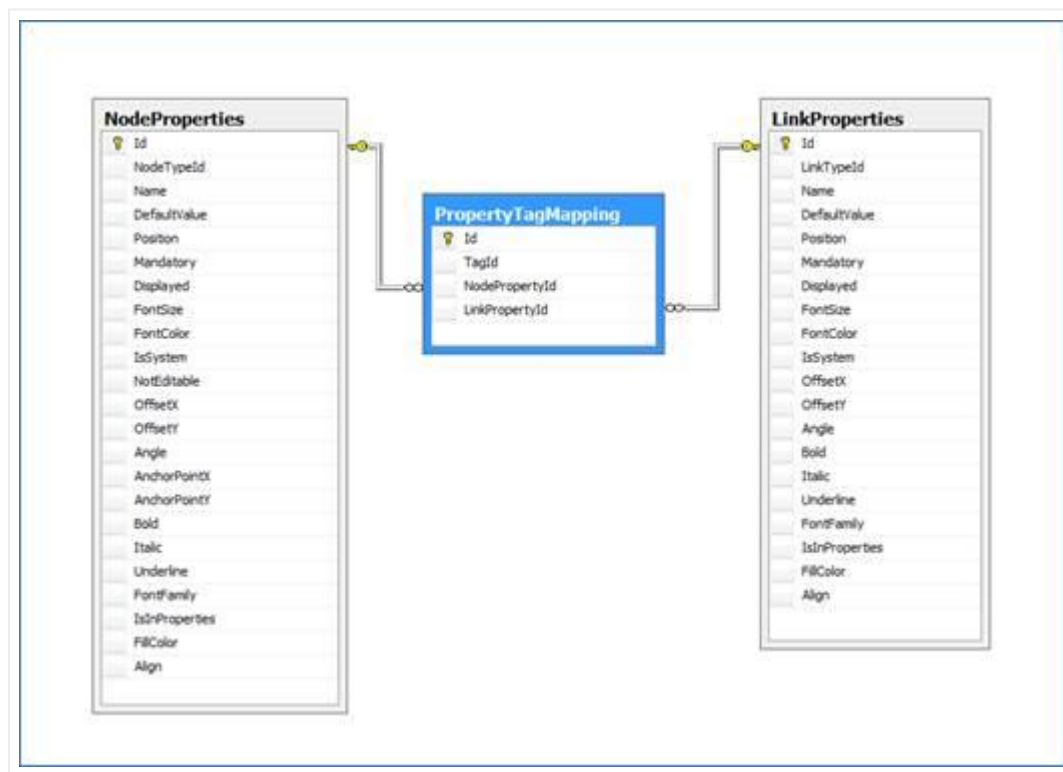 NodeProperties
Id
NodeTypeId
Name
DefaultValue
Position
Mandatory
Displayed
FontSize
FontColor
IsSystem
NotEditable
OffsetX
OffsetY
Angle
AnchorPointX
AnchorPointY
Bold
Italic
Underline
FontFamily
IsInProperties
FillColor
Align
PropertyTagMapping
Id
TagId
NodePropertyId
LinkPropertyId
LinkProperties
Id
LinkTypeId
Name
DefaultValue
Position
Mandatory
Displayed
FontSize
FontColor
IsSystem
OffsetX
OffsetY
Angle
Bold
Italic
Underline
FontFamily
IsInProperties
FillColor
Align